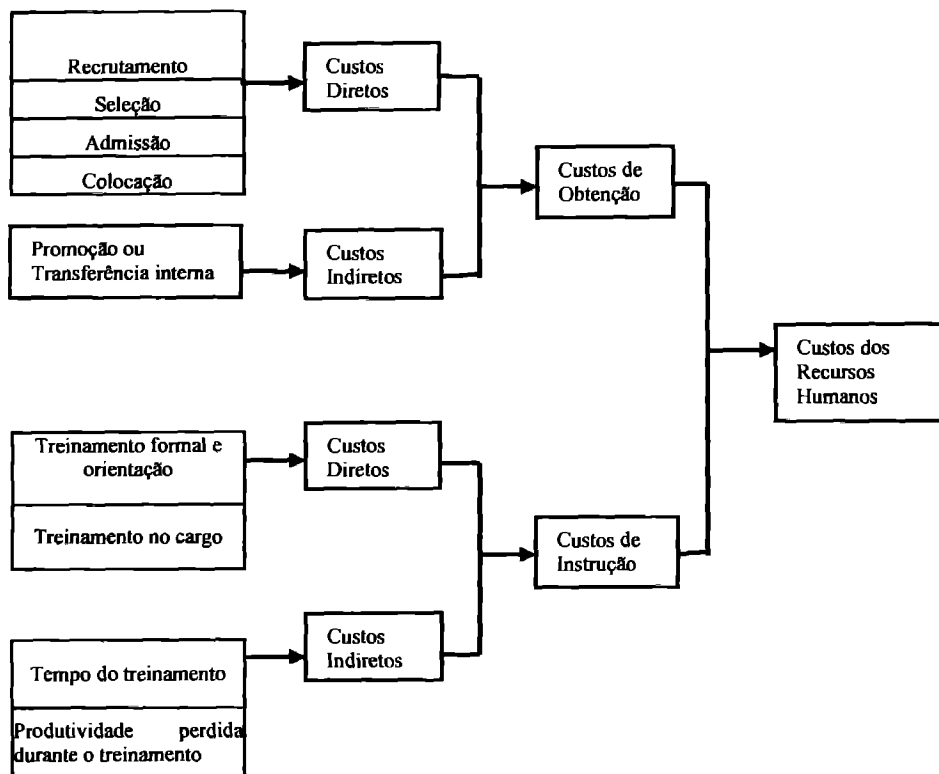 Recrutamento
Seleção
Admissão
Colocação
Custos
Diretos
Promoção ou
Transferência interna
Custos
Indiretos
Custos de
Obtenção
Custos dos
Recursos
Humanos
Treinamento formal e
orientação
Treinamento no cargo
Custos
Diretos
Custos de
Instrução
Tempo do treinamento
Produtividade perdida
durante o treinamento
Custos
Indiretos